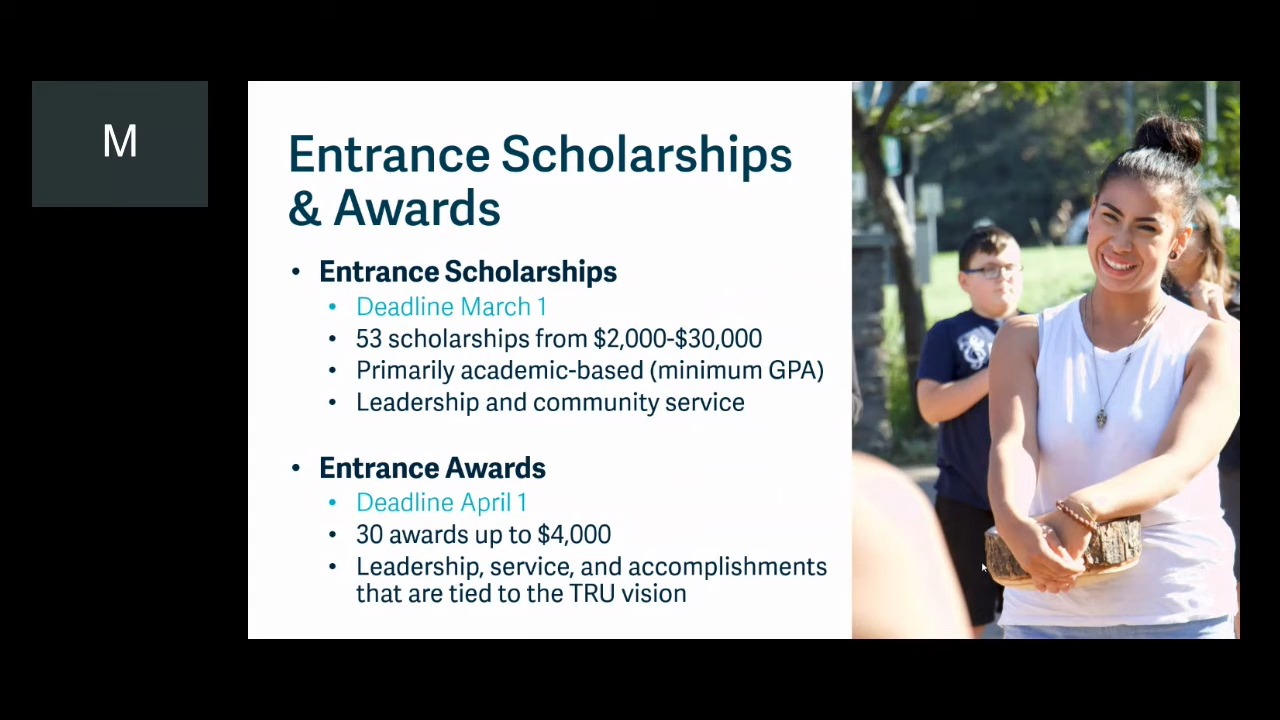 M
Entrance Scholarships
& Awards
• Entrance Scholarships
• Deadline March 1
• 53 scholarships from $2,000-$30,000
• Primarily academic-based (minimum GPA)
• Leadership and community service
• Entrance Awards
• Deadline April 1
• 30 awards up to $4,000
• Leadership, service, and accomplishments
that are tied to the TRU vision